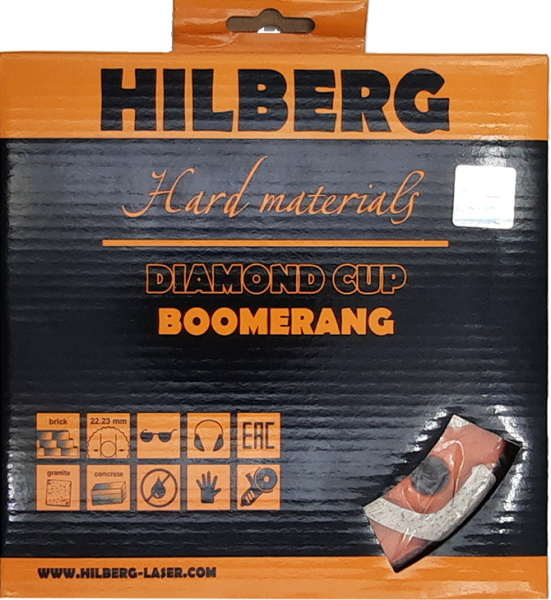 HILBERG
Hard materials
DIAMOND CUP
BOOMERANG
brick
22.23 mm
EAC
granite
concrete
WWW.HILBERG-LASER.COM